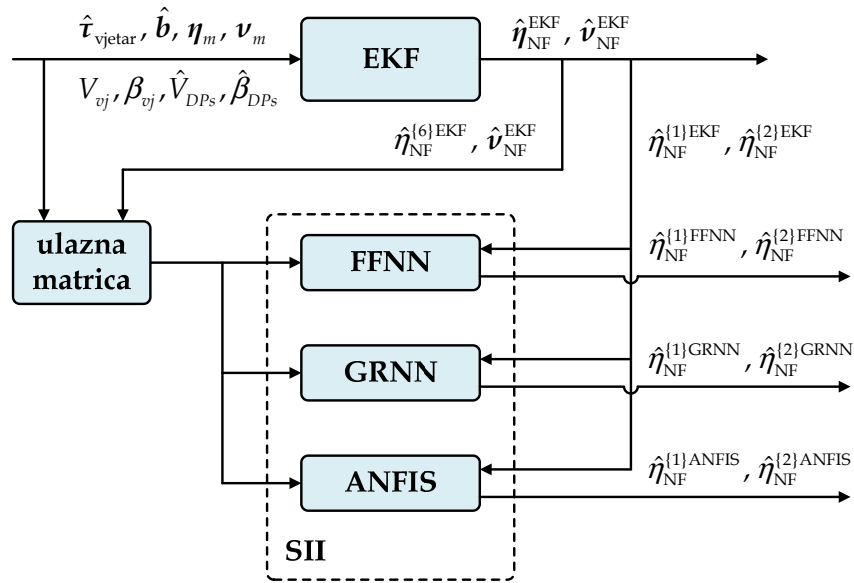 τ̂_vjetar, b̂, η_m, ν_m
EKF
η̂_NF^EKF, ν̂_NF^EKF
V_vj, β_vj, V̂_DPs, β̂_DPs
η̂_NF^{6}EKF, ν̂_NF^EKF
η̂_NF^{1}EKF, η̂_NF^{2}EKF
ulazna
matrica
FFNN
η̂_NF^{1}FFNN, η̂_NF^{2}FFNN
GRNN
η̂_NF^{1}GRNN, η̂_NF^{2}GRNN
ANFIS
η̂_NF^{1}ANFIS, η̂_NF^{2}ANFIS
SII